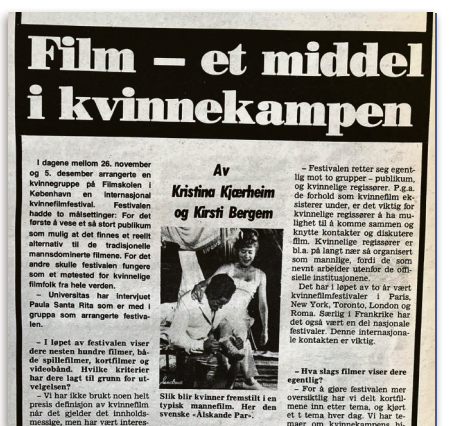 Film – et middel
i kvinnekampen
I dagene mellom 26. november
og 5. desember arrangerte en
kvinnegruppe på Filmskolen i
København en internasjonal
kvinnefilmfestival. Festivalen
hadde to målsettinger: For det
første å vese et så stort publikum
som mulig at det finnes et reellt
alternativ til de tradisjonelle
mannsdominerte filmene. For det
andre skulle festivalen fungere
som et møtested for kvinnelige
filmfolk fra hele verden.
– Universitas har intervjuet
Paula Santa Rita som er med i
gruppa som arrangerte festiva-
len.
– I løpet av festivalen viser
dere nesten hundre filmer, bå-
de spillefilmer, kortfilmer og
videobånd. Hvilke kriterier
har dere lagt til grunn for ut-
velgelsen?
– Vi har ikke brukt noen helt
presis definisjon av kvinnefilm
når det gjelder det innholds-
messige, men har vært interes-
Av
Kristina Kjærheim
og Kirsti Bergem
Slik blir kvinner fremstilt i en
typisk mannefilm. Her den
svenske «Älskande Par».
– Festivalen retter seg egent-
lig mot to grupper – publikum,
og kvinnelige regissører. P.g.a.
de forhold som kvinnefilm ek-
sisterer under, er det viktig for
kvinnelige regissører å ha mu-
lighet til å komme sammen og
knytte kontakter og diskutere
film. Kvinnelige regissører er
bl.a. på langt nær så organisert
som mannlige, fordi de som
nevnt arbeider utenfor de offi-
sielle institusjonene.
Det har i løpet av to år vært
kvinnefilmfestivaler i Paris,
New York, Toronto, London og
Roma. Særlig i Frankrike har
det også vært en del nasjonale
festivaler. Denne internasjona-
le kontakten er viktig.
– Hva slags filmer viser dere
egentlig?
– For å gjøre festivalen mer
oversiktlig har vi delt kortfil-
mene inn etter tema, og kjørt
et t tema hver dag. Vi har te-
maer om kvinnekampens hi-